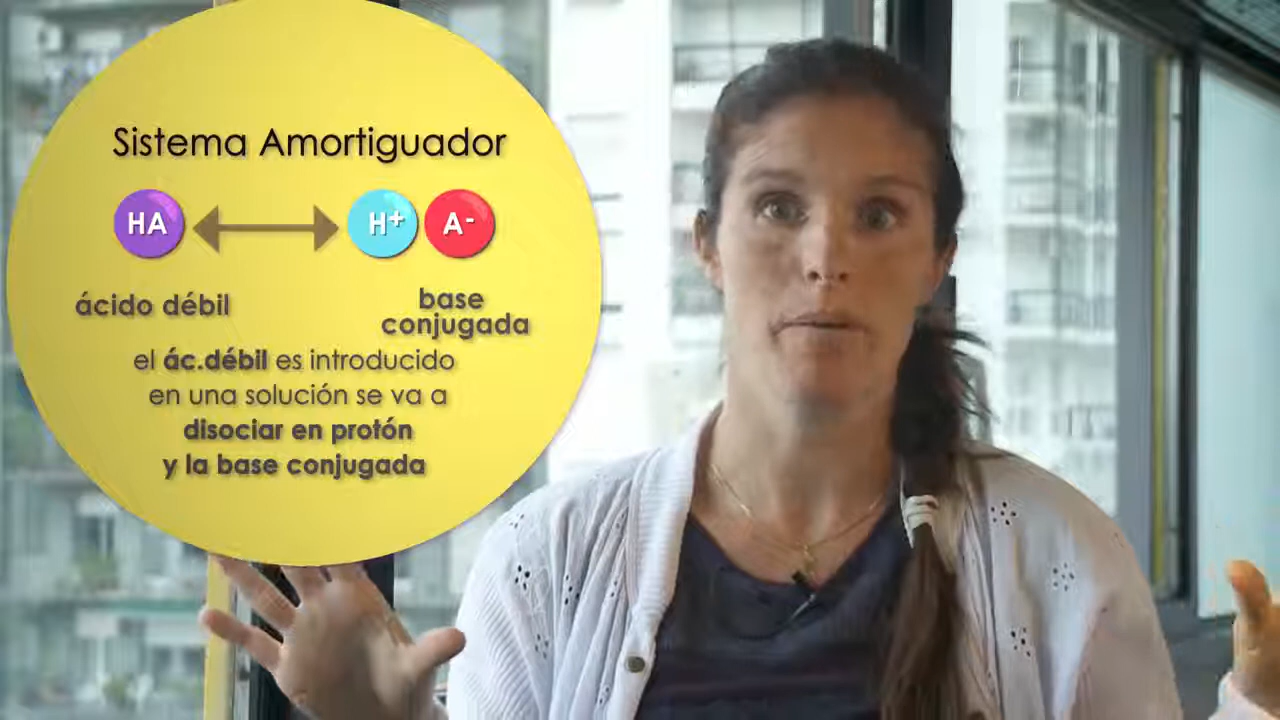 Sistema Amortiguador
HA H⁺ A⁻
ácido débil
base
conjugada
el ác.débil es introducido
en una solución se va a
disociar en protón
y la base conjugada